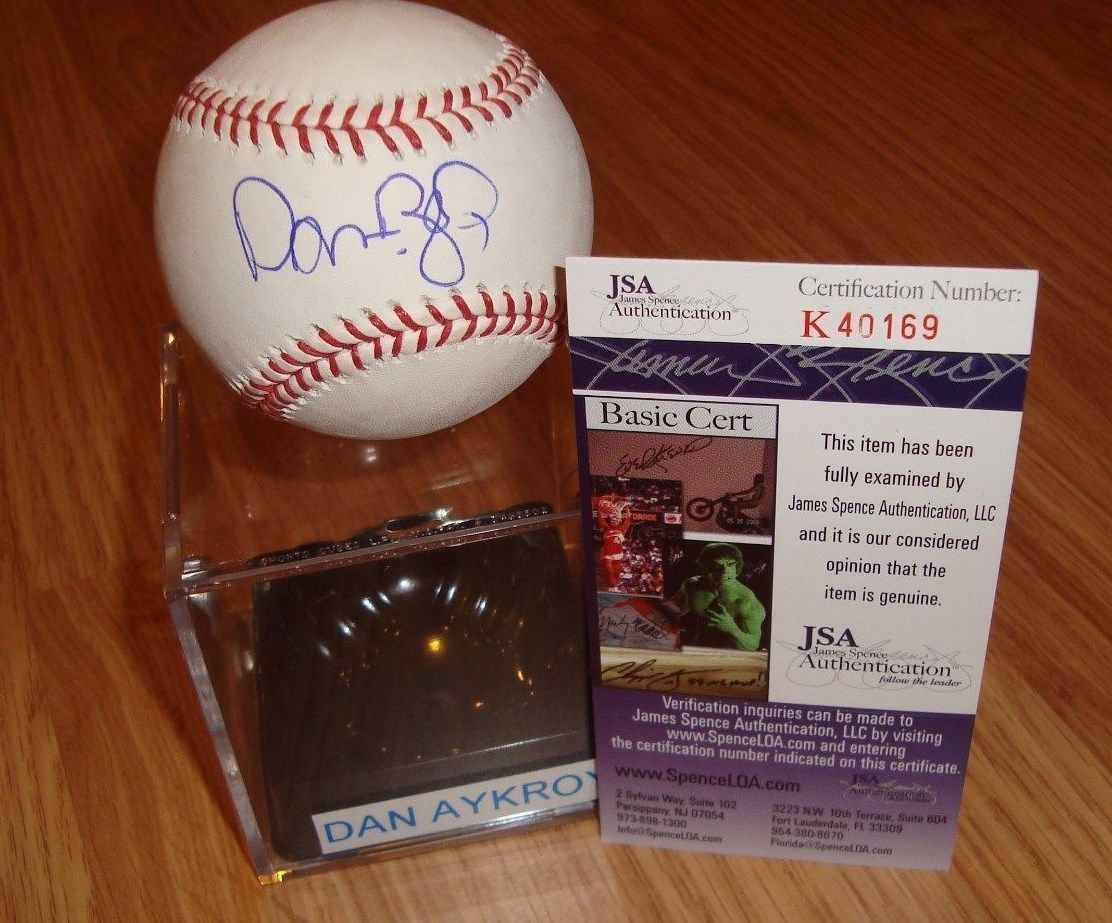 JSA
James Spence
Authentication
Certification Number:
K 40169
Basic Cert
This item has been
fully examined by
James Spence Authentication, LLC
and it is our considered
opinion that the
item is genuine.
JSA
James Spence
Authentication™
follow the leader
Verification inquiries can be made to
James Spence Authentication, LLC by visiting
www.SpenceLOA.com and entering
the certification number indicated on this certificate.
www.SpenceLOA.com
JSA
Authentication
2 Sylvan Way, Suite 102
Parsippany, NJ 07054
973-898-1300
Info@SpenceLOA.com
3223 N.W. 10th Terrace, Suite 604
Fort Lauderdale, FL 33309
954-380-8670
Florida@SpenceLOA.com
DAN AYKROY